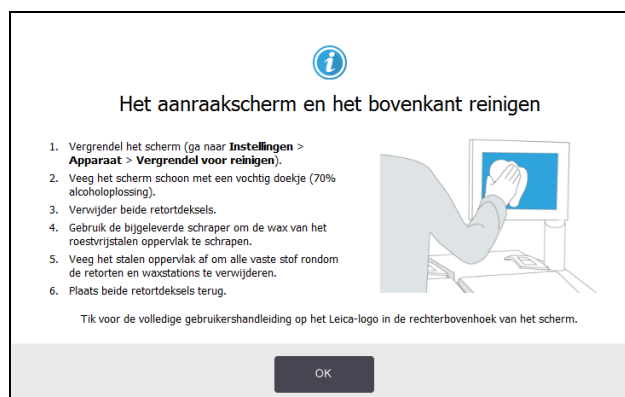 Het aanraakscherm en het bovenkant reinigen
1. Vergrendel het scherm (ga naar Instellingen >
Apparaat > Vergrendel voor reinigen).
2. Veeg het scherm schoon met een vochtig doekje (70%
alcoholoplossing).
3. Verwijder beide retortdeksels.
4. Gebruik de bijgeleverde schraper om de wax van het
roestvrijstalen oppervlak te schrapen.
5. Veeg het stalen oppervlak af om alle vaste stof rondom
de retorten en waxstations te verwijderen.
6. Plaats beide retortdeksels terug.
Tik voor de volledige gebruikershandleiding op het Leica-logo in de rechterbovenhoek van het scherm.
OK